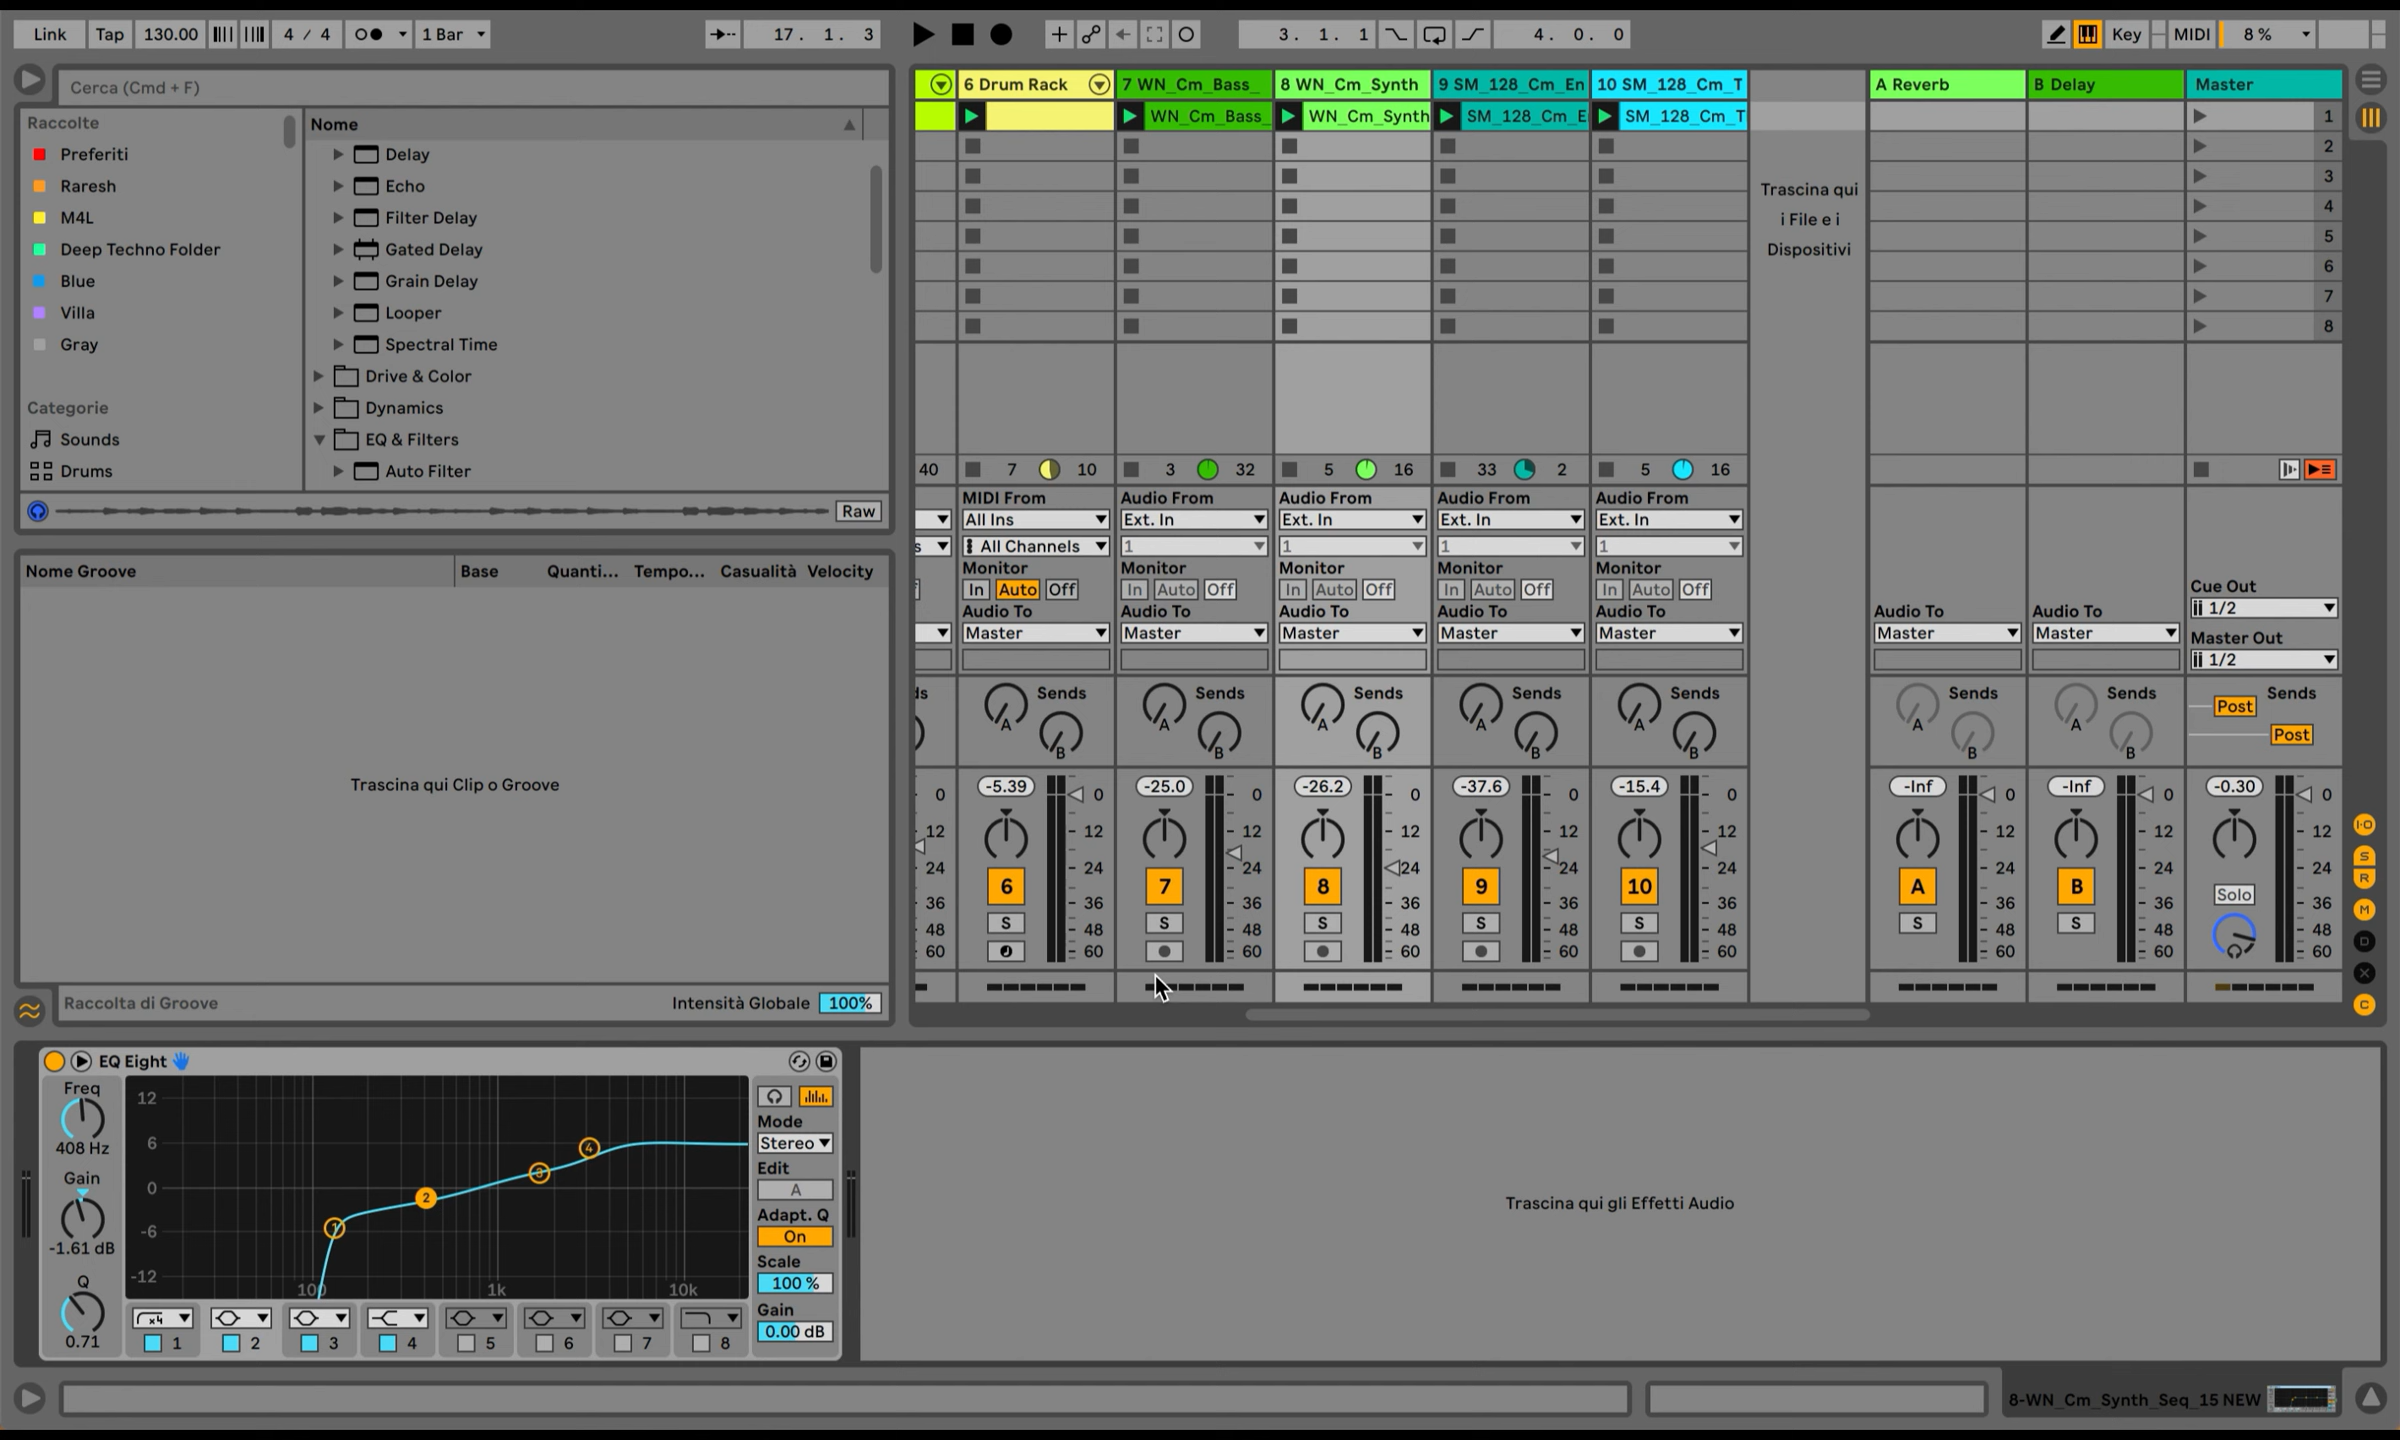 Link Tap 130.00 4 / 4 1 Bar 17. 1. 3 3. 1. 1 4. 0. 0 Key MIDI 8 %
Cerca (Cmd + F)
Raccolte
Preferiti
Raresh
M4L
Deep Techno Folder
Blue
Villa
Gray
Categorie
Sounds
Drums
Nome
Delay
Echo
Filter Delay
Gated Delay
Grain Delay
Looper
Spectral Time
Drive & Color
Dynamics
EQ & Filters
Auto Filter
Raw
Nome Groove Base Quanti... Tempo... Casualità Velocity
Trascina qui Clip o Groove
Raccolta di Groove Intensità Globale 100%
6 Drum Rack 7 WN_Cm_Bass_ 8 WN_Cm_Synth 9 SM_128_Cm_En 10 SM_128_Cm_T A Reverb B Delay Master
WN_Cm_Bass_ WN_Cm_Synth SM_128_Cm_E SM_128_Cm_T 1
2
3
4
5
6
7
8
Trascina qui
i File e i
Dispositivi
40 7 10 3 32 5 16 33 2 5 16
MIDI From Audio From Audio From Audio From Audio From
All Ins Ext. In Ext. In Ext. In Ext. In
s All Channels 1 1 1 1
Monitor Monitor Monitor Monitor Monitor
In Auto Off In Auto Off In Auto Off In Auto Off In Auto Off
Cue Out
1/2
Audio To Audio To Audio To Audio To Audio To Audio To Audio To
Master Master Master Master Master Master Master
Master Out
1/2
ds Sends Sends Sends Sends Sends Sends Sends Sends
A A A A A A A Post
B B B B B B B Post
-5.39 -25.0 -26.2 -37.6 -15.4 -Inf -Inf -0.30
0 0 0 0 0 0 0 0 0
12 12 12 12 12 12 12 12 12
24 24 24 24 24 24 24 24 24
6 7 8 9 10 A B Solo
36 36 36 36 36 36 36 36 36
S S S S S S S
48 48 48 48 48 48 48 48 48
60 60 60 60 60 60 60 60 60
I·O
S
R
M
D
X
C
EQ Eight
Freq
408 Hz
Gain
-1.61 dB
Q
0.71
12
6
0
-6
-12
100 1k 10k
1 2 3 4
x4
1 2 3 4 5 6 7 8
Mode
Stereo
Edit
A
Adapt. Q
On
Scale
100 %
Gain
0.00 dB
Trascina qui gli Effetti Audio
8-WN_Cm_Synth_Seq_15 NEW